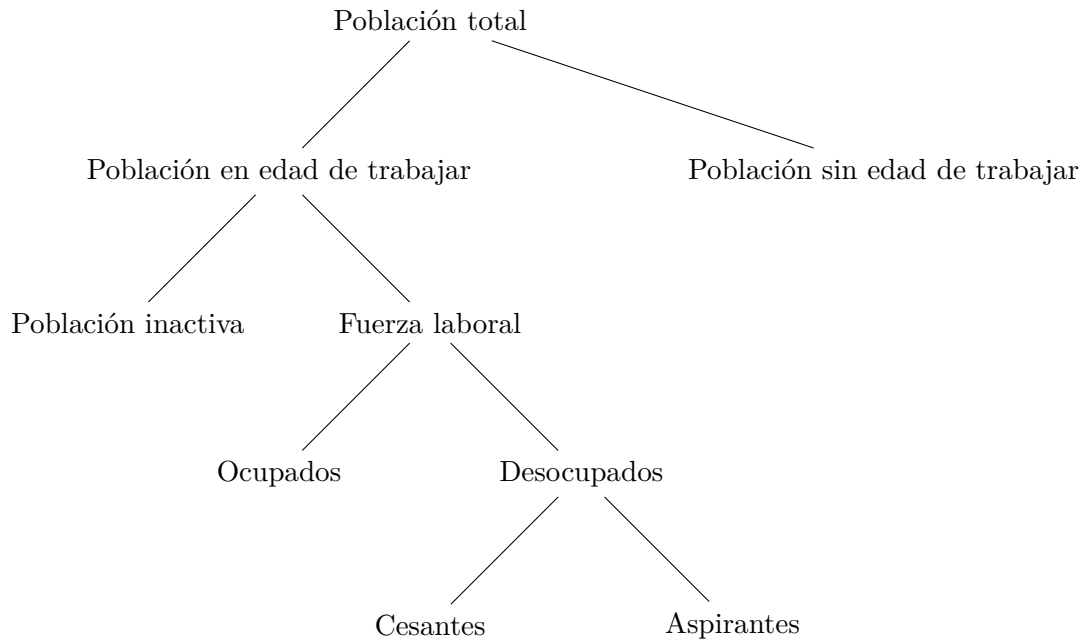 Población total
Población en edad de trabajar
Población sin edad de trabajar
Población inactiva
Fuerza laboral
Ocupados
Desocupados
Cesantes
Aspirantes